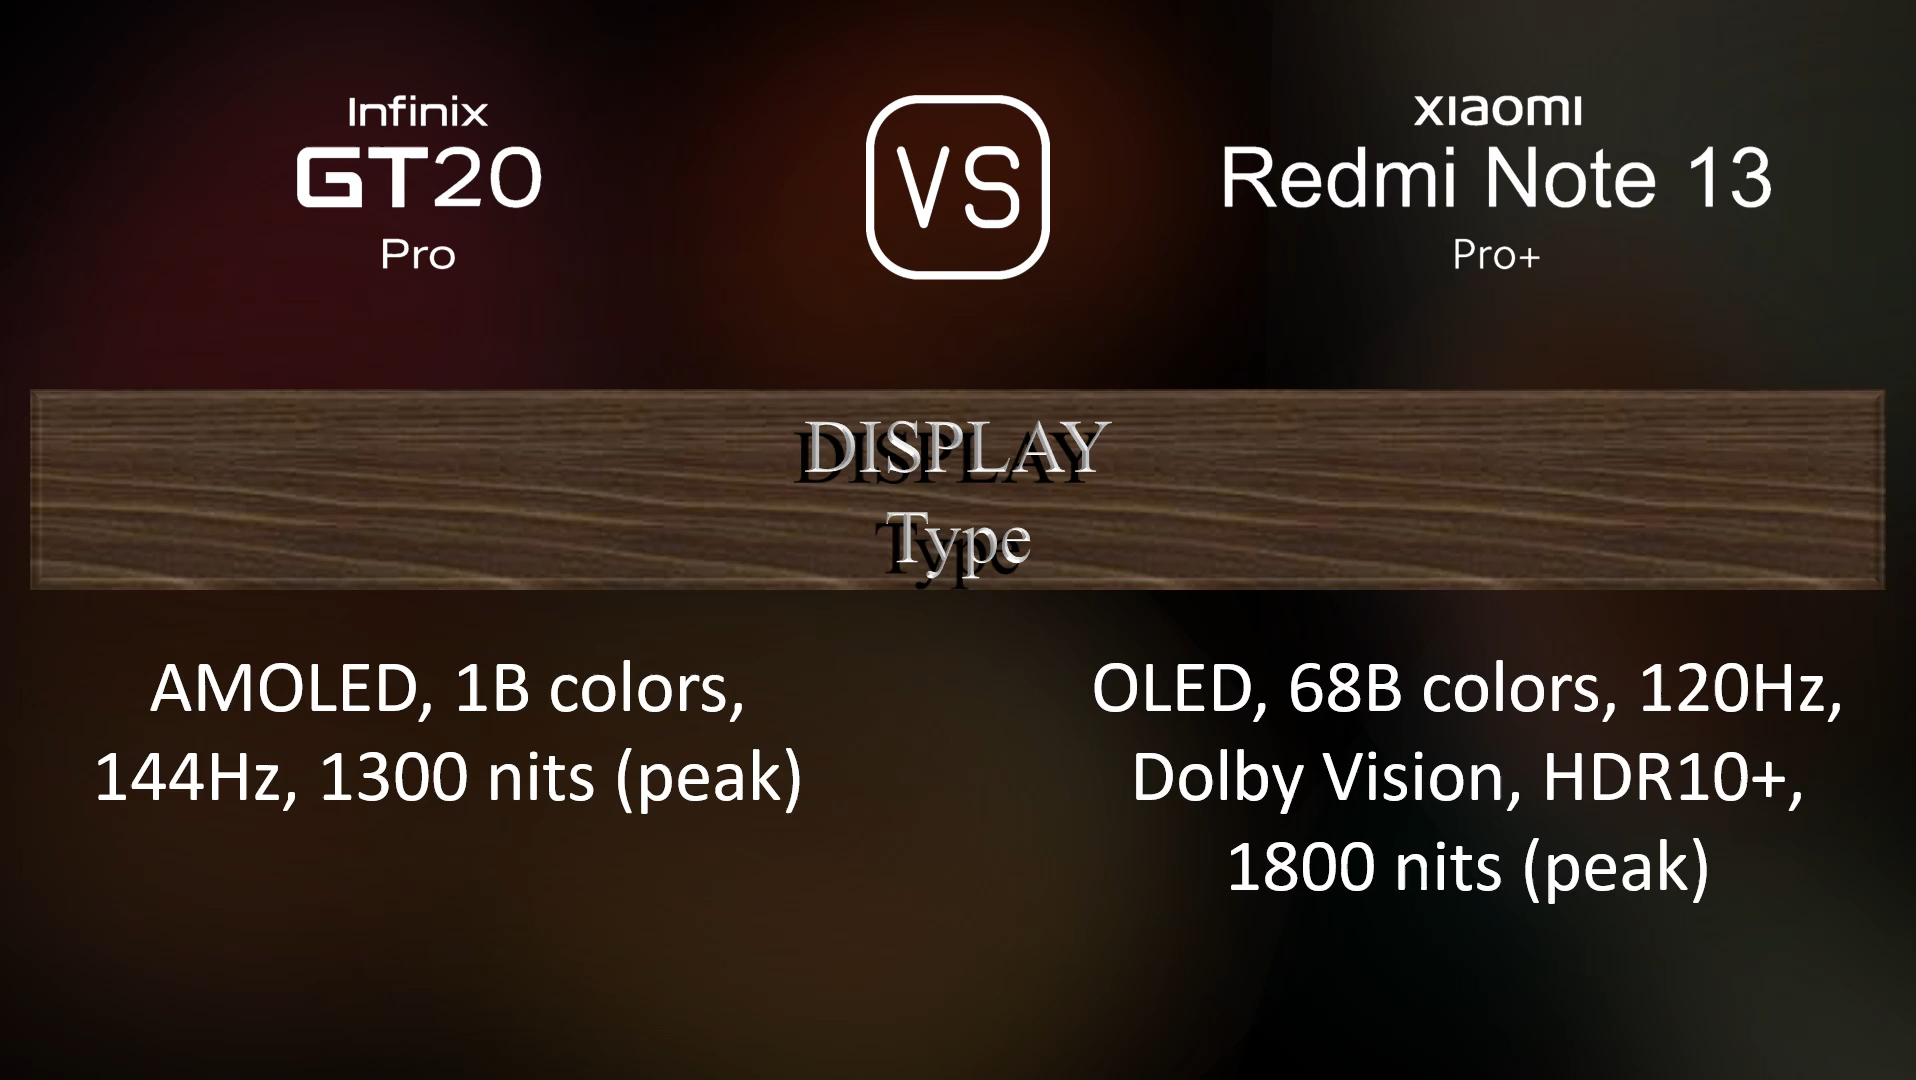 Infinix
GT20
Pro
VS
xiaomi
Redmi Note 13
Pro+
DISPLAY
Type
AMOLED, 1B colors,
144Hz, 1300 nits (peak)
OLED, 68B colors, 120Hz,
Dolby Vision, HDR10+,
1800 nits (peak)